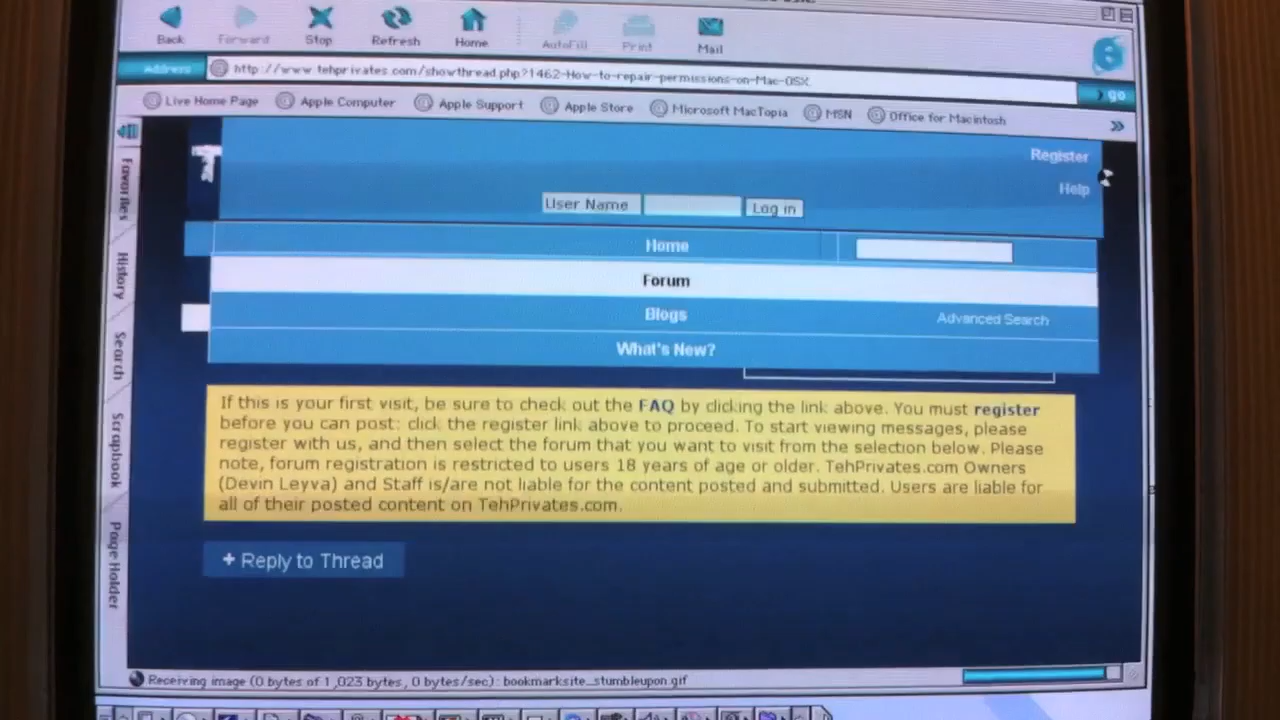 Back Forward Stop Refresh Home AutoFill Print Mail
Address http://www.tehprivates.com/showthread.php?1462-How-to-repair-permissions-on-Mac-OSX go
Live Home Page Apple Computer Apple Support Apple Store Microsoft MacTopia MSN Office for Macintosh »
Favorites
History
Search
Scrapbook
Page Holder
T
Register
Help
User Name Log in
Home
Forum
Blogs
Advanced Search
What's New?
If this is your first visit, be sure to check out the FAQ by clicking the link above. You must register
before you can post: click the register link above to proceed. To start viewing messages, please
register with us, and then select the forum that you want to visit from the selection below. Please
note, forum registration is restricted to users 18 years of age or older. TehPrivates.com Owners
(Devin Leyva) and Staff is/are not liable for the content posted and submitted. Users are liable for
all of their posted content on TehPrivates.com.
+ Reply to Thread
Receiving image (0 bytes of 1,023 bytes, 0 bytes/sec): bookmarksite_stumbleupon.gif